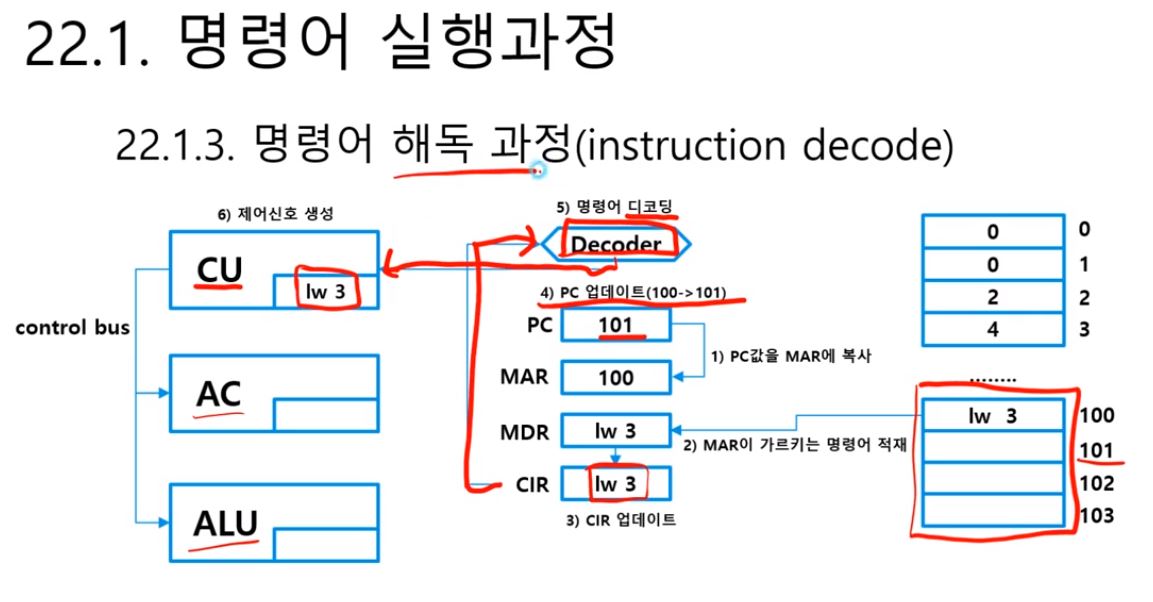 22.1. 명령어 실행과정
22.1.3. 명령어 해독 과정(instruction decode)
6) 제어신호 생성
CU
lw 3
control bus
AC
ALU
5) 명령어 디코딩
Decoder
4) PC 업데이트(100->101)
PC 101
1) PC값을 MAR에 복사
MAR 100
MDR lw 3
2) MAR이 가르키는 명령어 적재
CIR lw 3
3) CIR 업데이트
0 0
0 1
2 2
4 3
........
lw 3 100
101
102
103